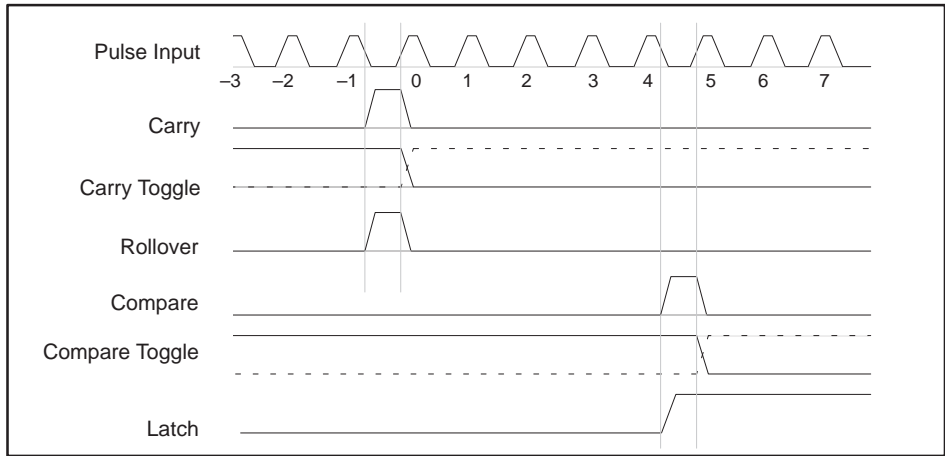 Pulse Input
–3 –2 –1 0 1 2 3 4 5 6 7
Carry
Carry Toggle
Rollover
Compare
Compare Toggle
Latch